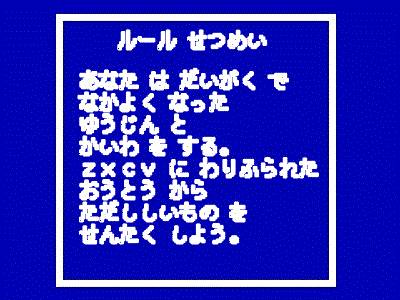 ルール せつめい
あなた は だいがく で
なかよく なった
ゆうじん と
かいわ を する。
ｚｘｃｖ に わりふられた
おうとう から
ただししいもの を
せんたく しよう。